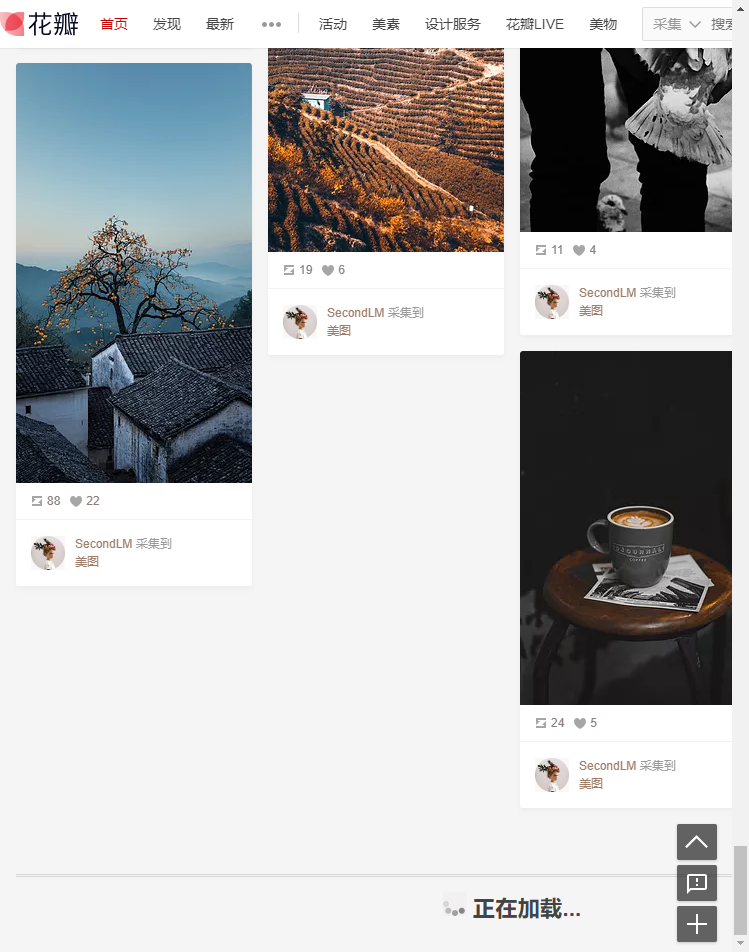 花瓣 首页 发现 最新 ••• 活动 美素 设计服务 花瓣LIVE 美物 采集
88 22
SecondLM 采集到
美图
19 6
SecondLM 采集到
美图
11 4
SecondLM 采集到
美图
COFFEE
24 5
SecondLM 采集到
美图
正在加载...